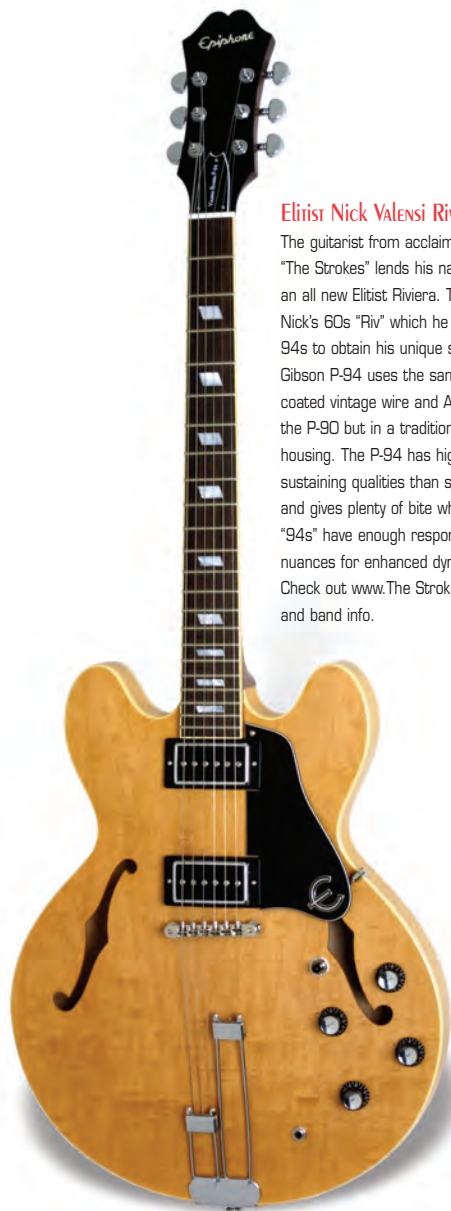 Epiphone
Elitist Nick Valensi Riv
The guitarist from acclaim
“The Strokes” lends his na
an all new Elitist Riviera. T
Nick's 60s “Riv” which he
94s to obtain his unique s
Gibson P-94 uses the sam
coated vintage wire and A
the P-90 but in a tradition
housing. The P-94 has hig
sustaining qualities than s
and gives plenty of bite wh
“94s” have enough respon
nuances for enhanced dyn
Check out www.The Stroke
and band info.
E